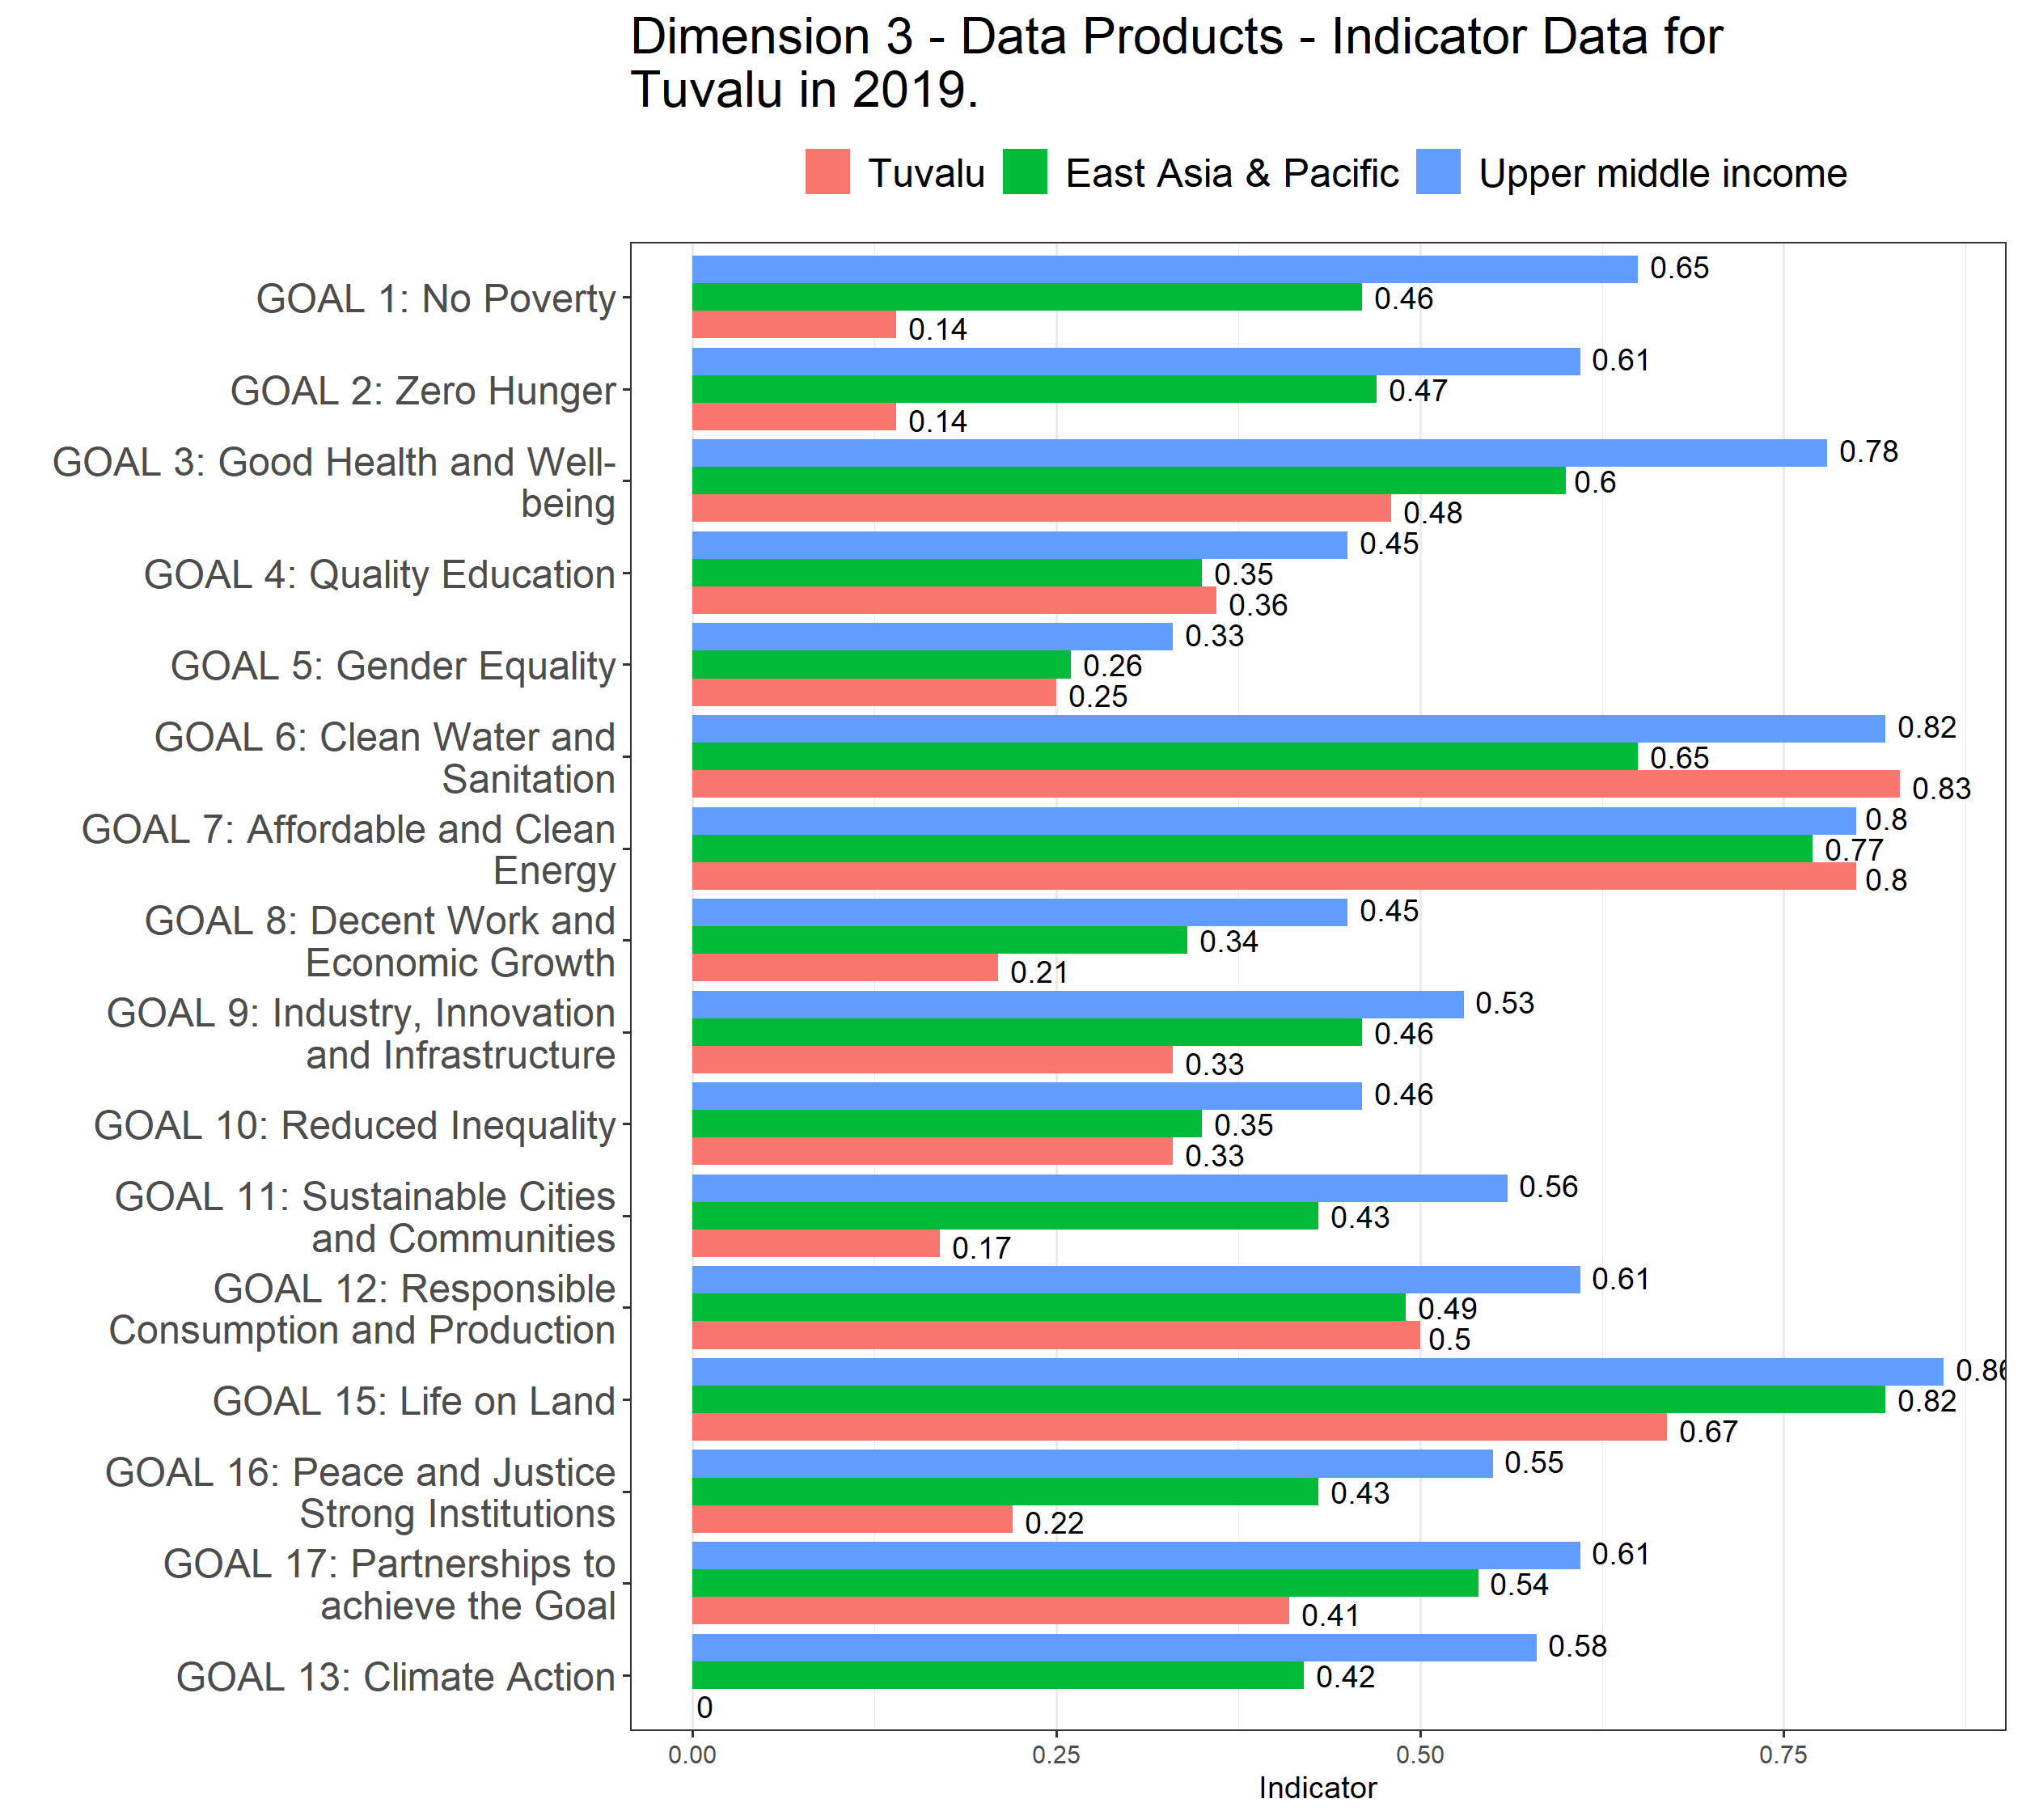 Dimension 3 - Data Products - Indicator Data for
Tuvalu in 2019.
Tuvalu
East Asia & Pacific
Upper middle income
GOAL 1: No Poverty
0.65
0.46
0.14
GOAL 2: Zero Hunger
0.61
0.47
0.14
GOAL 3: Good Health and Well-
being
0.78
0.6
0.48
GOAL 4: Quality Education
0.45
0.35
0.36
GOAL 5: Gender Equality
0.33
0.26
0.25
GOAL 6: Clean Water and
Sanitation
0.82
0.65
0.83
GOAL 7: Affordable and Clean
Energy
0.8
0.77
0.8
GOAL 8: Decent Work and
Economic Growth
0.45
0.34
0.21
GOAL 9: Industry, Innovation
and Infrastructure
0.53
0.46
0.33
GOAL 10: Reduced Inequality
0.46
0.35
0.33
GOAL 11: Sustainable Cities
and Communities
0.56
0.43
0.17
GOAL 12: Responsible
Consumption and Production
0.61
0.49
0.5
GOAL 15: Life on Land
0.86
0.82
0.67
GOAL 16: Peace and Justice
Strong Institutions
0.55
0.43
0.22
GOAL 17: Partnerships to
achieve the Goal
0.61
0.54
0.41
GOAL 13: Climate Action
0.58
0.42
0
0.00
0.25
0.50
0.75
Indicator